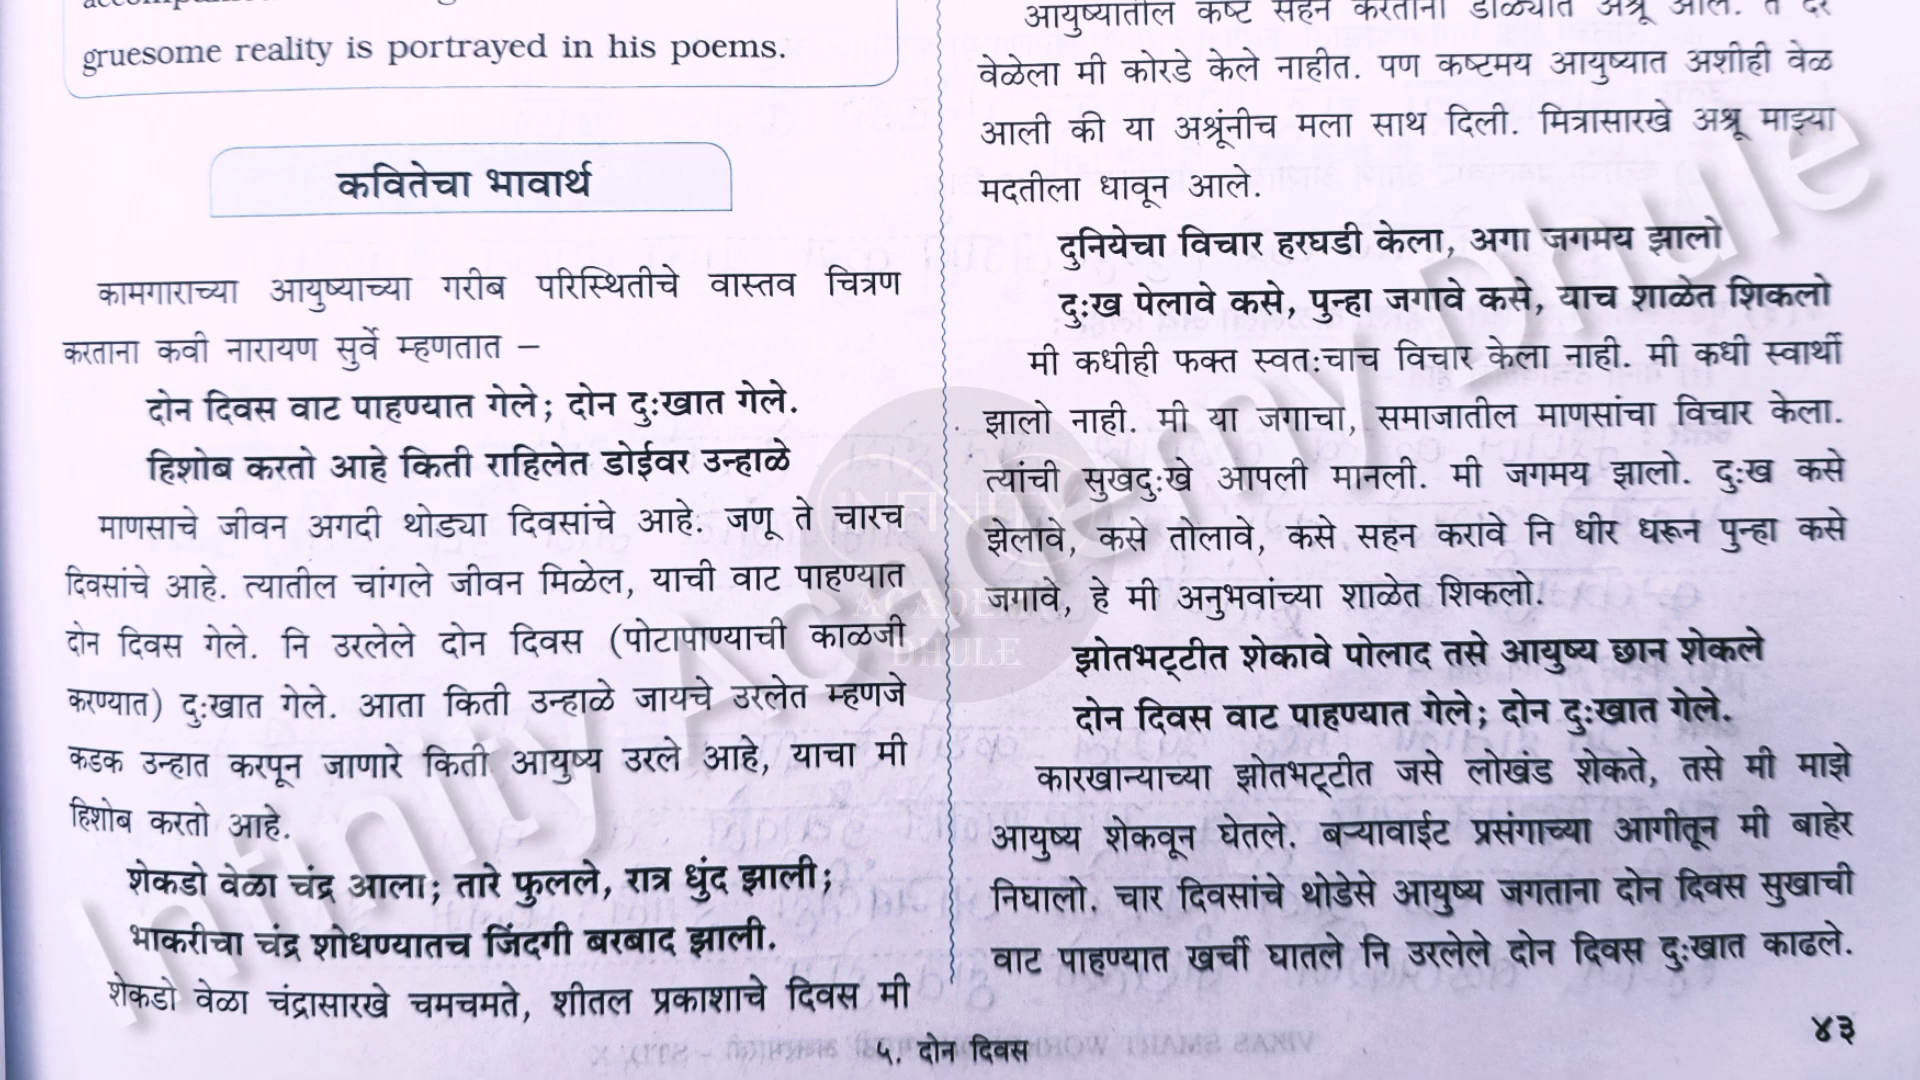 gruesome reality is portrayed in his poems.
कवितेचा भावार्थ
कामगाराच्या आयुष्याच्या गरीब परिस्थितीचे वास्तव चित्रण
करताना कवी नारायण सुर्वे म्हणतात –
दोन दिवस वाट पाहण्यात गेले; दोन दुःखात गेले.
हिशोब करतो आहे किती राहिलेत डोईवर उन्हाळे
माणसाचे जीवन अगदी थोड्या दिवसांचे आहे. जणू ते चारच
दिवसांचे आहे. त्यातील चांगले जीवन मिळेल, याची वाट पाहण्यात
दोन दिवस गेले. नि उरलेले दोन दिवस (पोटापाण्याची काळजी
करण्यात) दुःखात गेले. आता किती उन्हाळे जायचे उरलेत म्हणजे
कडक उन्हात करपून जाणारे किती आयुष्य उरले आहे, याचा मी
हिशोब करतो आहे.
शेकडो वेळा चंद्र आला; तारे फुलले, रात्र धुंद झाली;
भाकरीचा चंद्र शोधण्यातच जिंदगी बरबाद झाली.
शेकडो वेळा चंद्रासारखे चमचमते, शीतल प्रकाशाचे दिवस मी
आयुष्यातील कष्ट सहन करताना डोळ्यात अश्रू आले. ते दर
वेळेला मी कोरडे केले नाहीत. पण कष्टमय आयुष्यात अशीही वेळ
आली की या अश्रूंनीच मला साथ दिली. मित्रासारखे अश्रू माझ्या
मदतीला धावून आले.
दुनियेचा विचार हरघडी केला, अगा जगमय झालो
दुःख पेलावे कसे, पुन्हा जगावे कसे, याच शाळेत शिकलो
मी कधीही फक्त स्वतःचाच विचार केला नाही. मी कधी स्वार्थी
झालो नाही. मी या जगाचा, समाजातील माणसांचा विचार केला.
त्यांची सुखदुःखे आपली मानली. मी जगमय झालो. दुःख कसे
झेलावे, कसे तोलावे, कसे सहन करावे नि धीर धरून पुन्हा कसे
जगावे, हे मी अनुभवांच्या शाळेत शिकलो.
झोतभट्टीत शेकावे पोलाद तसे आयुष्य छान शेकले
दोन दिवस वाट पाहण्यात गेले; दोन दुःखात गेले.
कारखान्याच्या झोतभट्टीत जसे लोखंड शेकते, तसे मी माझे
आयुष्य शेकवून घेतले. बऱ्यावाईट प्रसंगाच्या आगीतून मी बाहेर
निघालो. चार दिवसांचे थोडेसे आयुष्य जगताना दोन दिवस सुखाची
वाट पाहण्यात खर्ची घातले नि उरलेले दोन दिवस दुःखात काढले.
५. दोन दिवस
४३
Infinity Academy Dhule
INFINITY
ACADEMY
DHULE